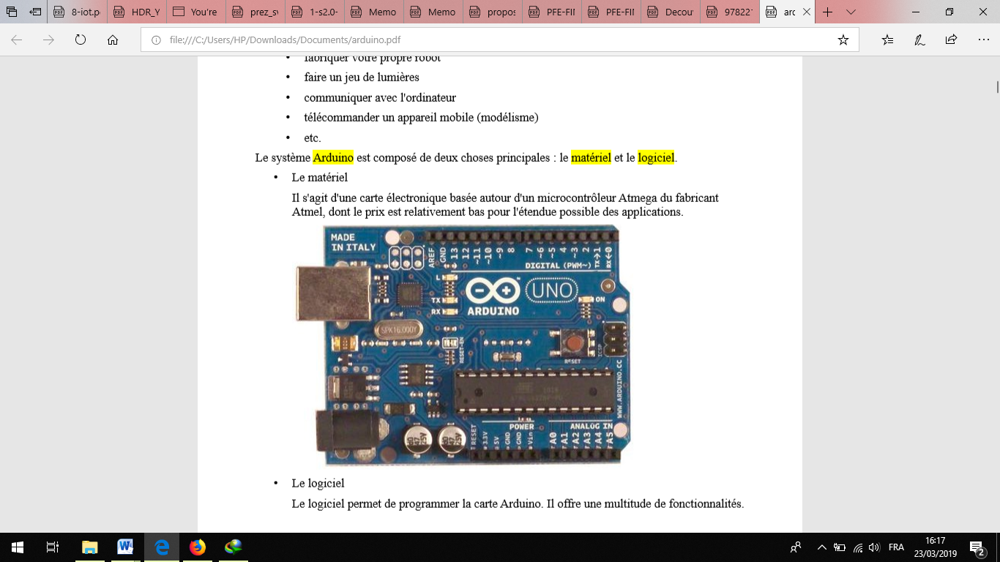 8-iot.p
HDR_Y
You're
prez_sv
1-s2.0-
Memo
Memo
propos
PFE-FII
PFE-FII
Decou
97822
ard
file:///C:/Users/HP/Downloads/Documents/arduino.pdf
• fabriquer votre propre robot
• faire un jeu de lumières
• communiquer avec l'ordinateur
• télécommander un appareil mobile (modélisme)
• etc.
Le système Arduino est composé de deux choses principales : le matériel et le logiciel.
• Le matériel
Il s'agit d'une carte électronique basée autour d'un microcontrôleur Atmega du fabricant
Atmel, dont le prix est relativement bas pour l'étendue possible des applications.
MADE
IN ITALY
AREF
GND
13
12
~11
~10
~9
8
7
~6
~5
4
~3
2
TX→1
RX←0
DIGITAL (PWM~)
L
TX
RX
ARDUINO
UNO
ON
SPK16.000Y
RESET-EN
RESET
ICSP
WWW.ARDUINO.CC
POWER
ANALOG IN
RESET
3.3V
5V
GND
GND
Vin
A0
A1
A2
A3
A4
A5
• Le logiciel
Le logiciel permet de programmer la carte Arduino. Il offre une multitude de fonctionnalités.
FRA
16:17
23/03/2019
2